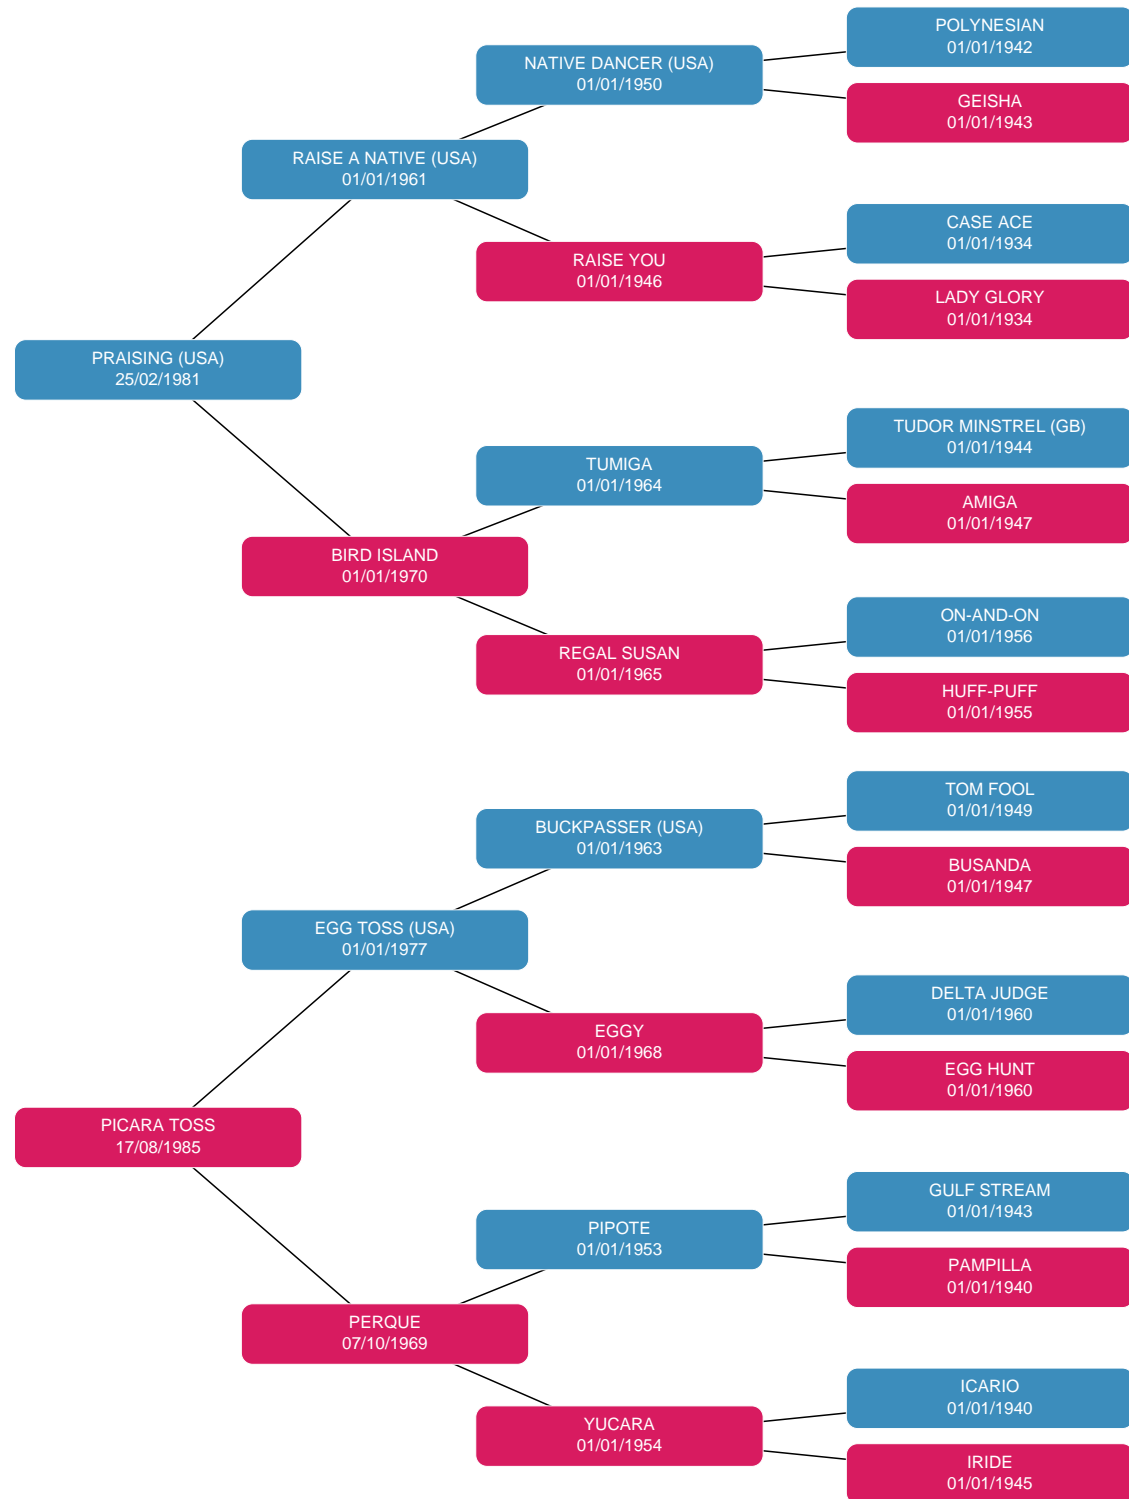 POLYNESIAN
01/01/1942
NATIVE DANCER (USA)
01/01/1950
GEISHA
01/01/1943
RAISE A NATIVE (USA)
01/01/1961
CASE ACE
01/01/1934
RAISE YOU
01/01/1946
LADY GLORY
01/01/1934
PRAISING (USA)
25/02/1981
TUDOR MINSTREL (GB)
01/01/1944
TUMIGA
01/01/1964
AMIGA
01/01/1947
BIRD ISLAND
01/01/1970
ON-AND-ON
01/01/1956
REGAL SUSAN
01/01/1965
HUFF-PUFF
01/01/1955
TOM FOOL
01/01/1949
BUCKPASSER (USA)
01/01/1963
BUSANDA
01/01/1947
EGG TOSS (USA)
01/01/1977
DELTA JUDGE
01/01/1960
EGGY
01/01/1968
EGG HUNT
01/01/1960
PICARA TOSS
17/08/1985
GULF STREAM
01/01/1943
PIPOTE
01/01/1953
PAMPILLA
01/01/1940
PERQUE
07/10/1969
ICARIO
01/01/1940
YUCARA
01/01/1954
IRIDE
01/01/1945